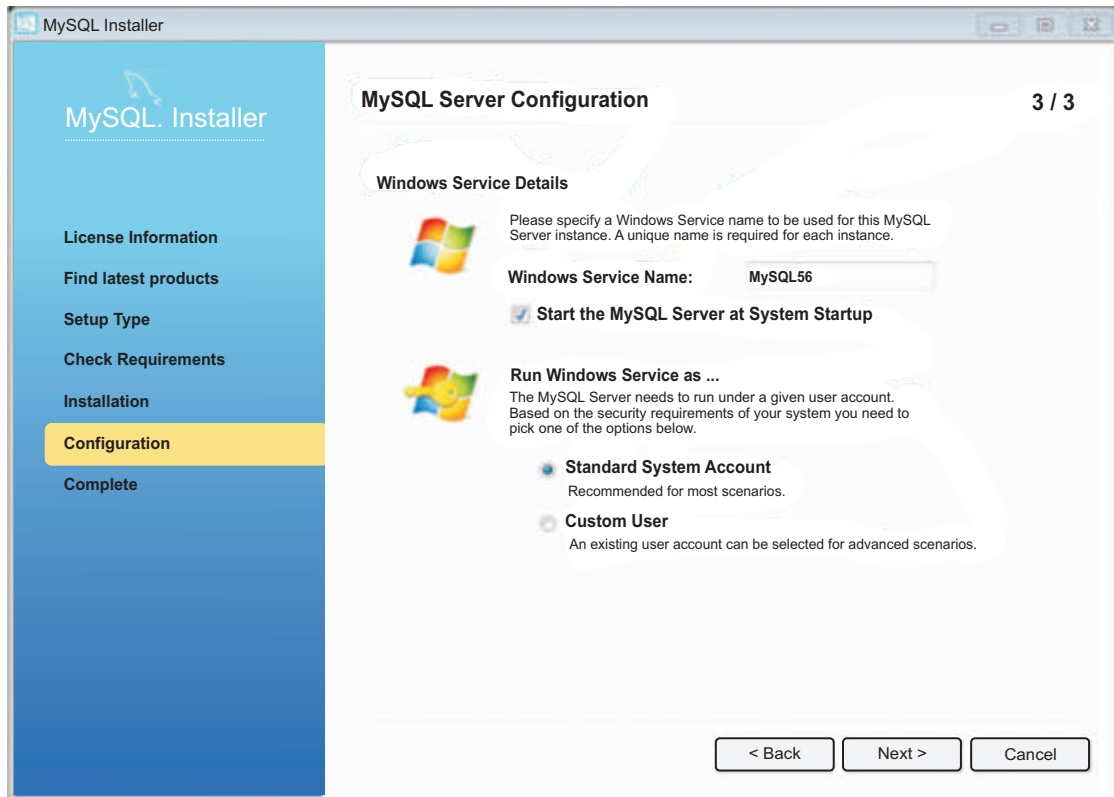 MySQL Installer
MySQL. Installer
License Information
Find latest products
Setup Type
Check Requirements
Installation
Configuration
Complete
MySQL Server Configuration
3 / 3
Windows Service Details
Please specify a Windows Service name to be used for this MySQL
Server instance. A unique name is required for each instance.
Windows Service Name: MySQL56
Start the MySQL Server at System Startup
Run Windows Service as ...
The MySQL Server needs to run under a given user account.
Based on the security requirements of your system you need to
pick one of the options below.
Standard System Account
Recommended for most scenarios.
Custom User
An existing user account can be selected for advanced scenarios.
< Back Next > Cancel